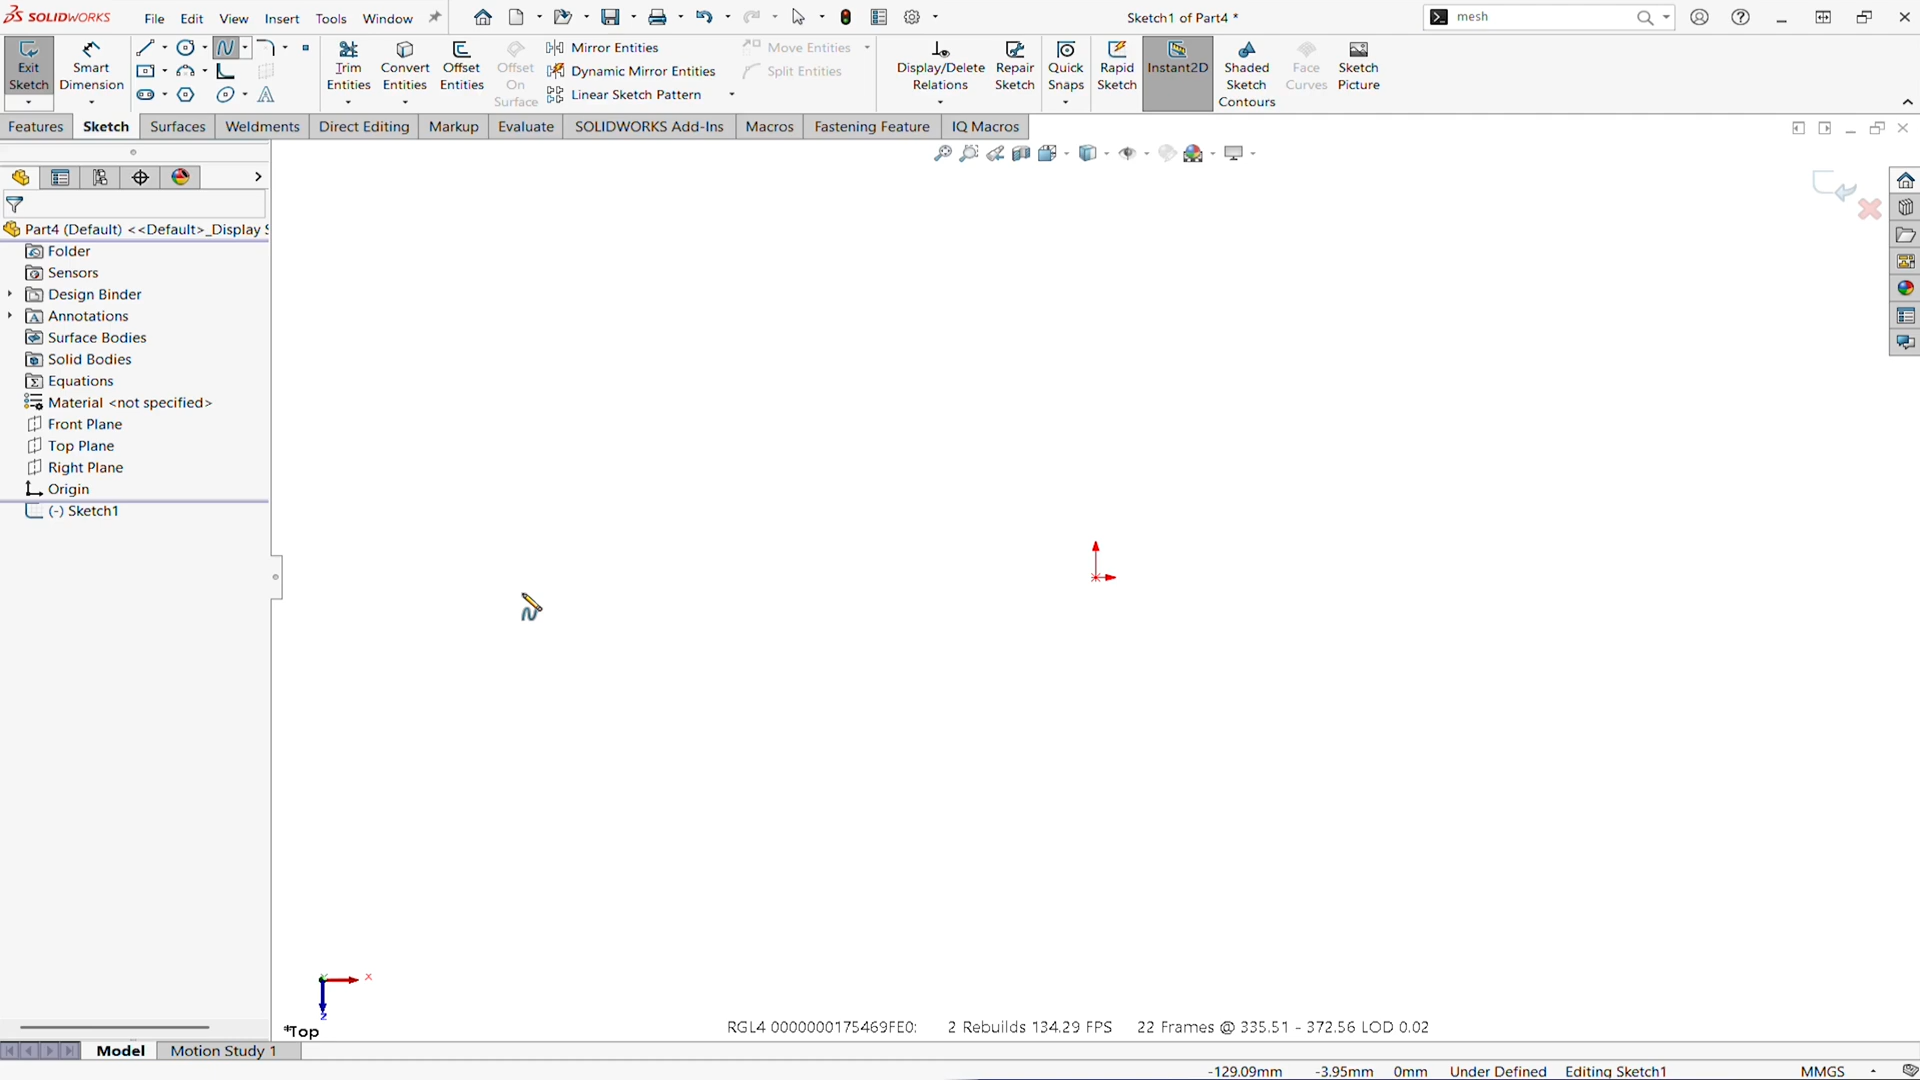 SOLIDWORKS File Edit View Insert Tools Window Sketch1 of Part4 * mesh
Exit Sketch
Smart Dimension
Trim Entities
Convert Entities
Offset Entities
Offset On Surface
Mirror Entities
Dynamic Mirror Entities
Linear Sketch Pattern
Move Entities
Split Entities
Display/Delete Relations
Repair Sketch
Quick Snaps
Rapid Sketch
Instant2D
Shaded Sketch Contours
Face Curves
Sketch Picture
Features Sketch Surfaces Weldments Direct Editing Markup Evaluate SOLIDWORKS Add-Ins Macros Fastening Feature IQ Macros
Part4 (Default) <<Default>_Display S
Folder
Sensors
Design Binder
Annotations
Surface Bodies
Solid Bodies
Equations
Material <not specified>
Front Plane
Top Plane
Right Plane
Origin
(-) Sketch1
X
Y
Z
*Top
RGL4 0000000175469FE0: 2 Rebuilds 134.29 FPS 22 Frames @ 335.51 - 372.56 LOD 0.02
Model Motion Study 1
-129.09mm -3.95mm 0mm Under Defined Editing Sketch1 MMGS